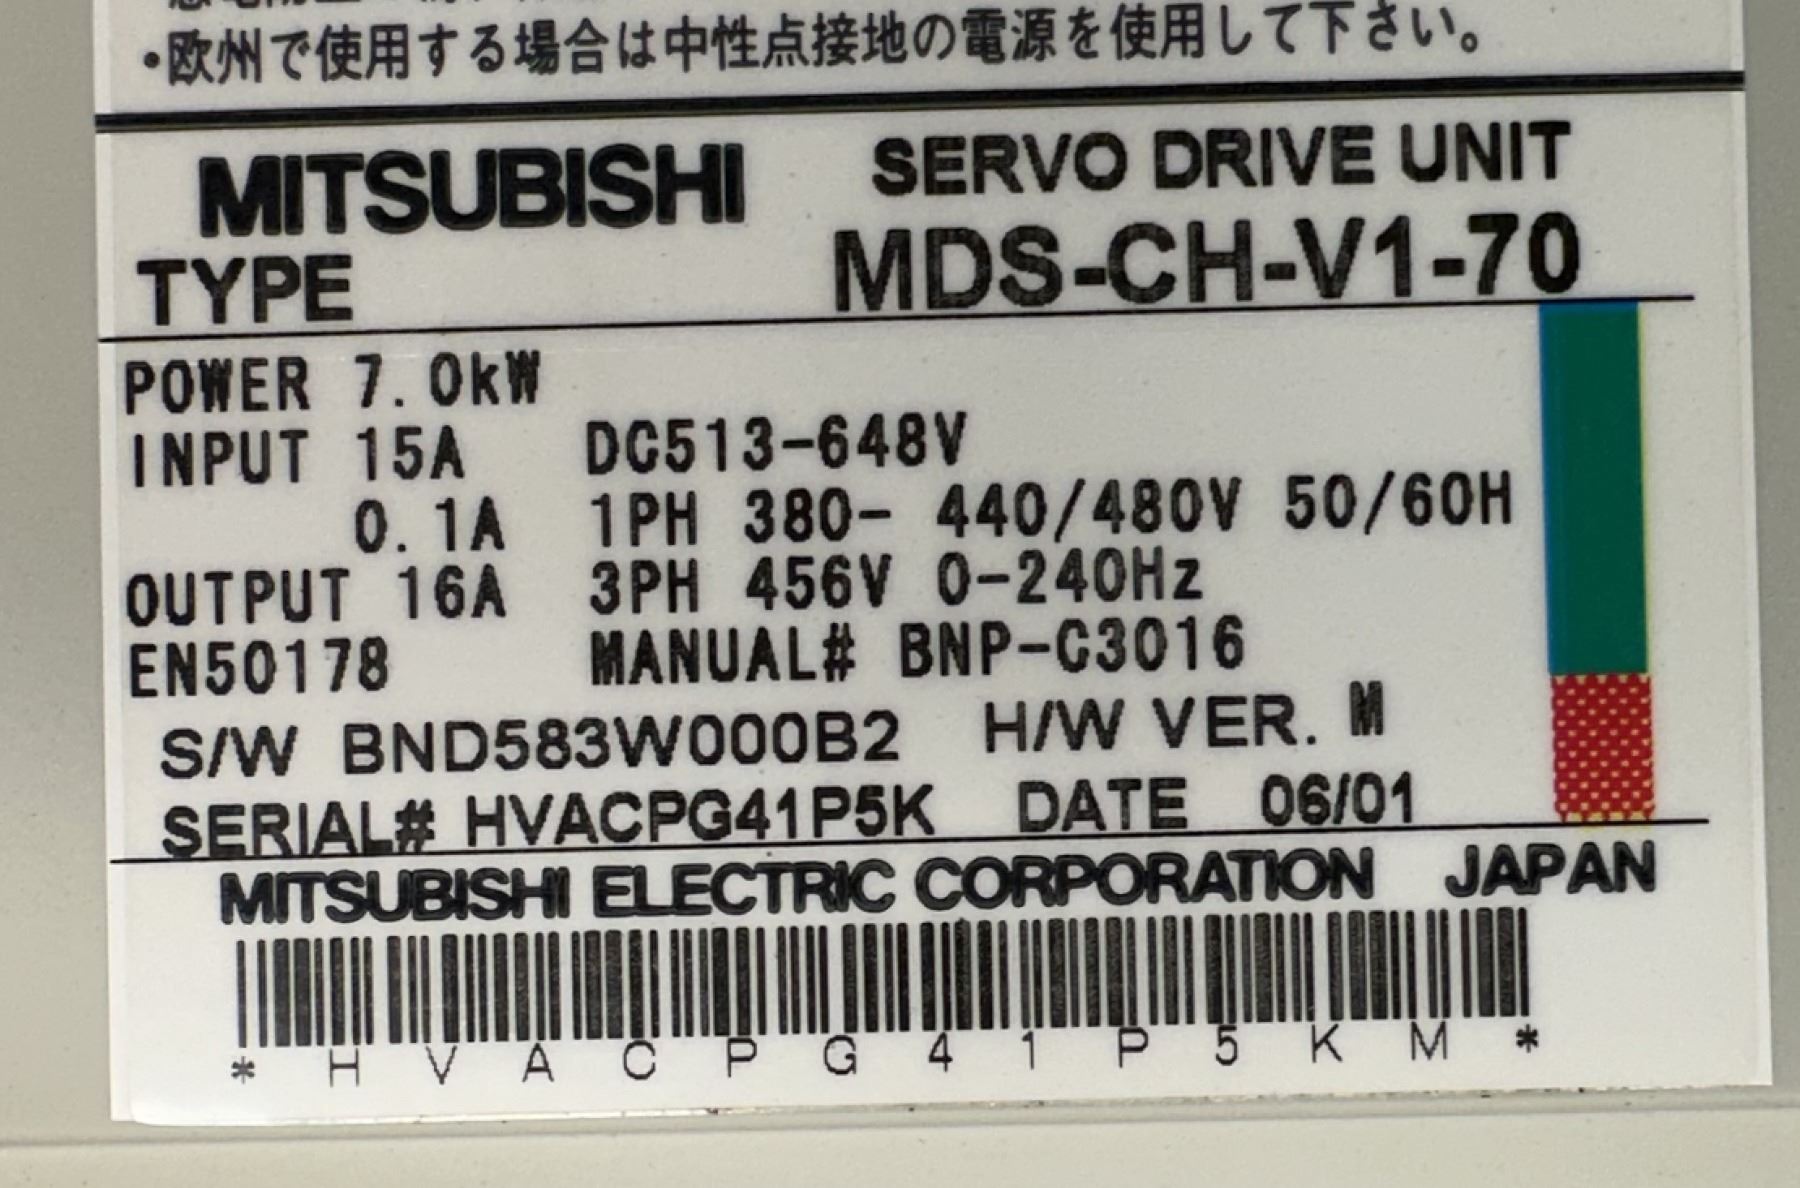 ・欧州で使用する場合は中性点接地の電源を使用して下さい。
MITSUBISHI SERVO DRIVE UNIT
TYPE MDS-CH-V1-70
POWER 7.0kW
INPUT 15A DC513-648V
0.1A 1PH 380- 440/480V 50/60H
OUTPUT 16A 3PH 456V 0-240Hz
EN50178 MANUAL# BNP-C3016
S/W BND583W000B2 H/W VER. M
SERIAL# HVACPG41P5K DATE 06/01
MITSUBISHI ELECTRIC CORPORATION JAPAN
* H V A C P G 4 1 P 5 K M *